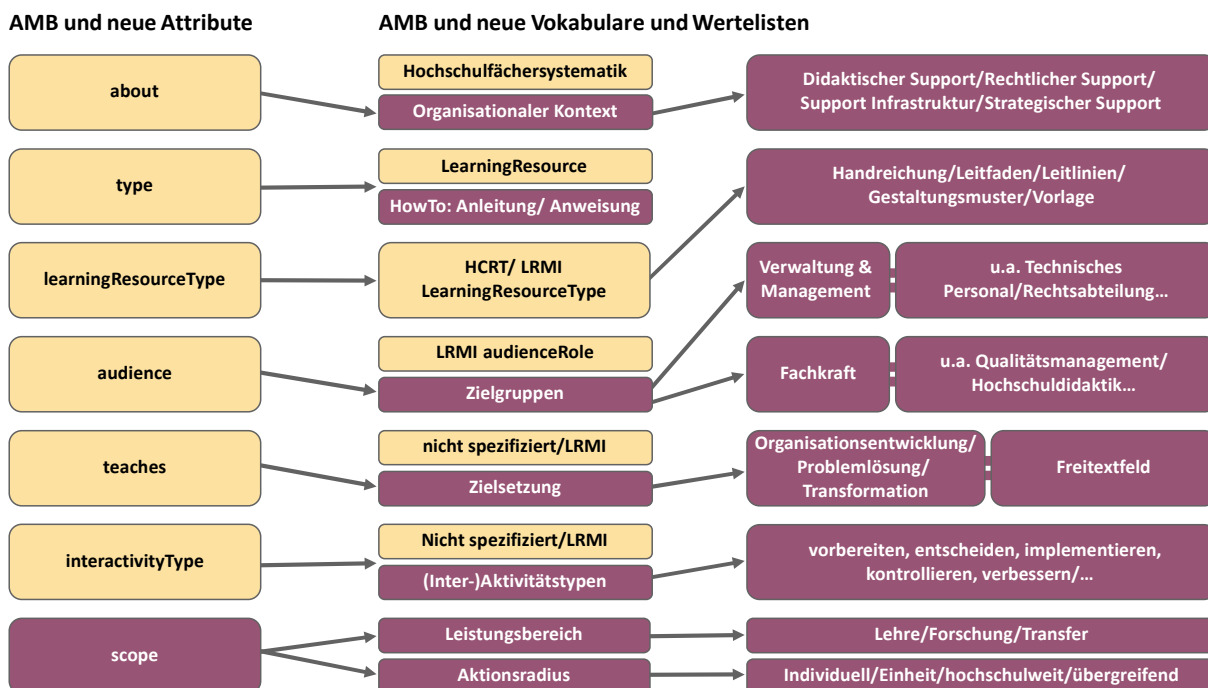 AMB und neue Attribute
AMB und neue Vokabulare und Wertelisten
about
Hochschulfächersystematik
Organisationaler Kontext
Didaktischer Support/Rechtlicher Support/
Support Infrastruktur/Strategischer Support
type
LearningResource
HowTo: Anleitung/ Anweisung
Handreichung/Leitfaden/Leitlinien/
Gestaltungsmuster/Vorlage
learningResourceType
HCRT/ LRMI
LearningResourceType
Verwaltung &
Management
u.a. Technisches
Personal/Rechtsabteilung…
audience
LRMI audienceRole
Zielgruppen
Fachkraft
u.a. Qualitätsmanagement/
Hochschuldidaktik…
teaches
nicht spezifiziert/LRMI
Zielsetzung
Organisationsentwicklung/
Problemlösung/
Transformation
Freitextfeld
interactivityType
Nicht spezifiziert/LRMI
(Inter-)Aktivitätstypen
vorbereiten, entscheiden, implementieren,
kontrollieren, verbessern/…
scope
Leistungsbereich
Lehre/Forschung/Transfer
Aktionsradius
Individuell/Einheit/hochschulweit/übergreifend